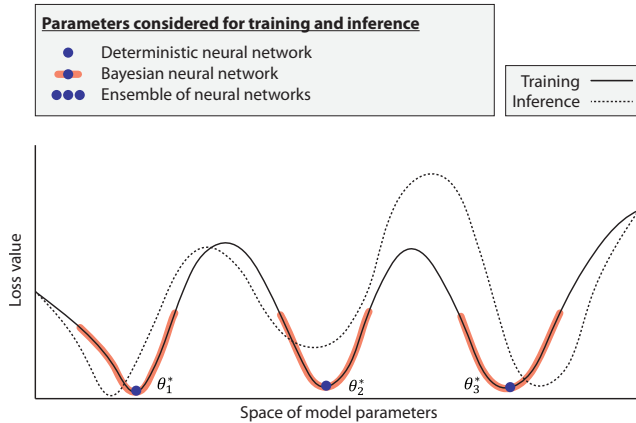 Parameters considered for training and inference
Deterministic neural network
Bayesian neural network
Ensemble of neural networks
Training
Inference
Loss value
θ₁*
θ₂*
θ₃*
Space of model parameters